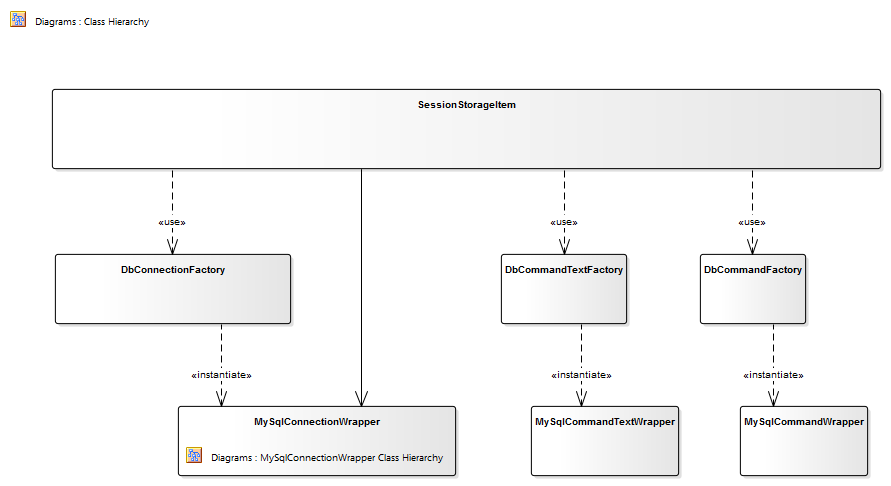 Diagrams : Class Hierarchy
SessionStorageItem
«use» «use» «use»
DbConnectionFactory DbCommandTextFactory DbCommandFactory
«instantiate» «instantiate» «instantiate»
MySqlConnectionWrapper MySqlCommandTextWrapper MySqlCommandWrapper
Diagrams : MySqlConnectionWrapper Class Hierarchy